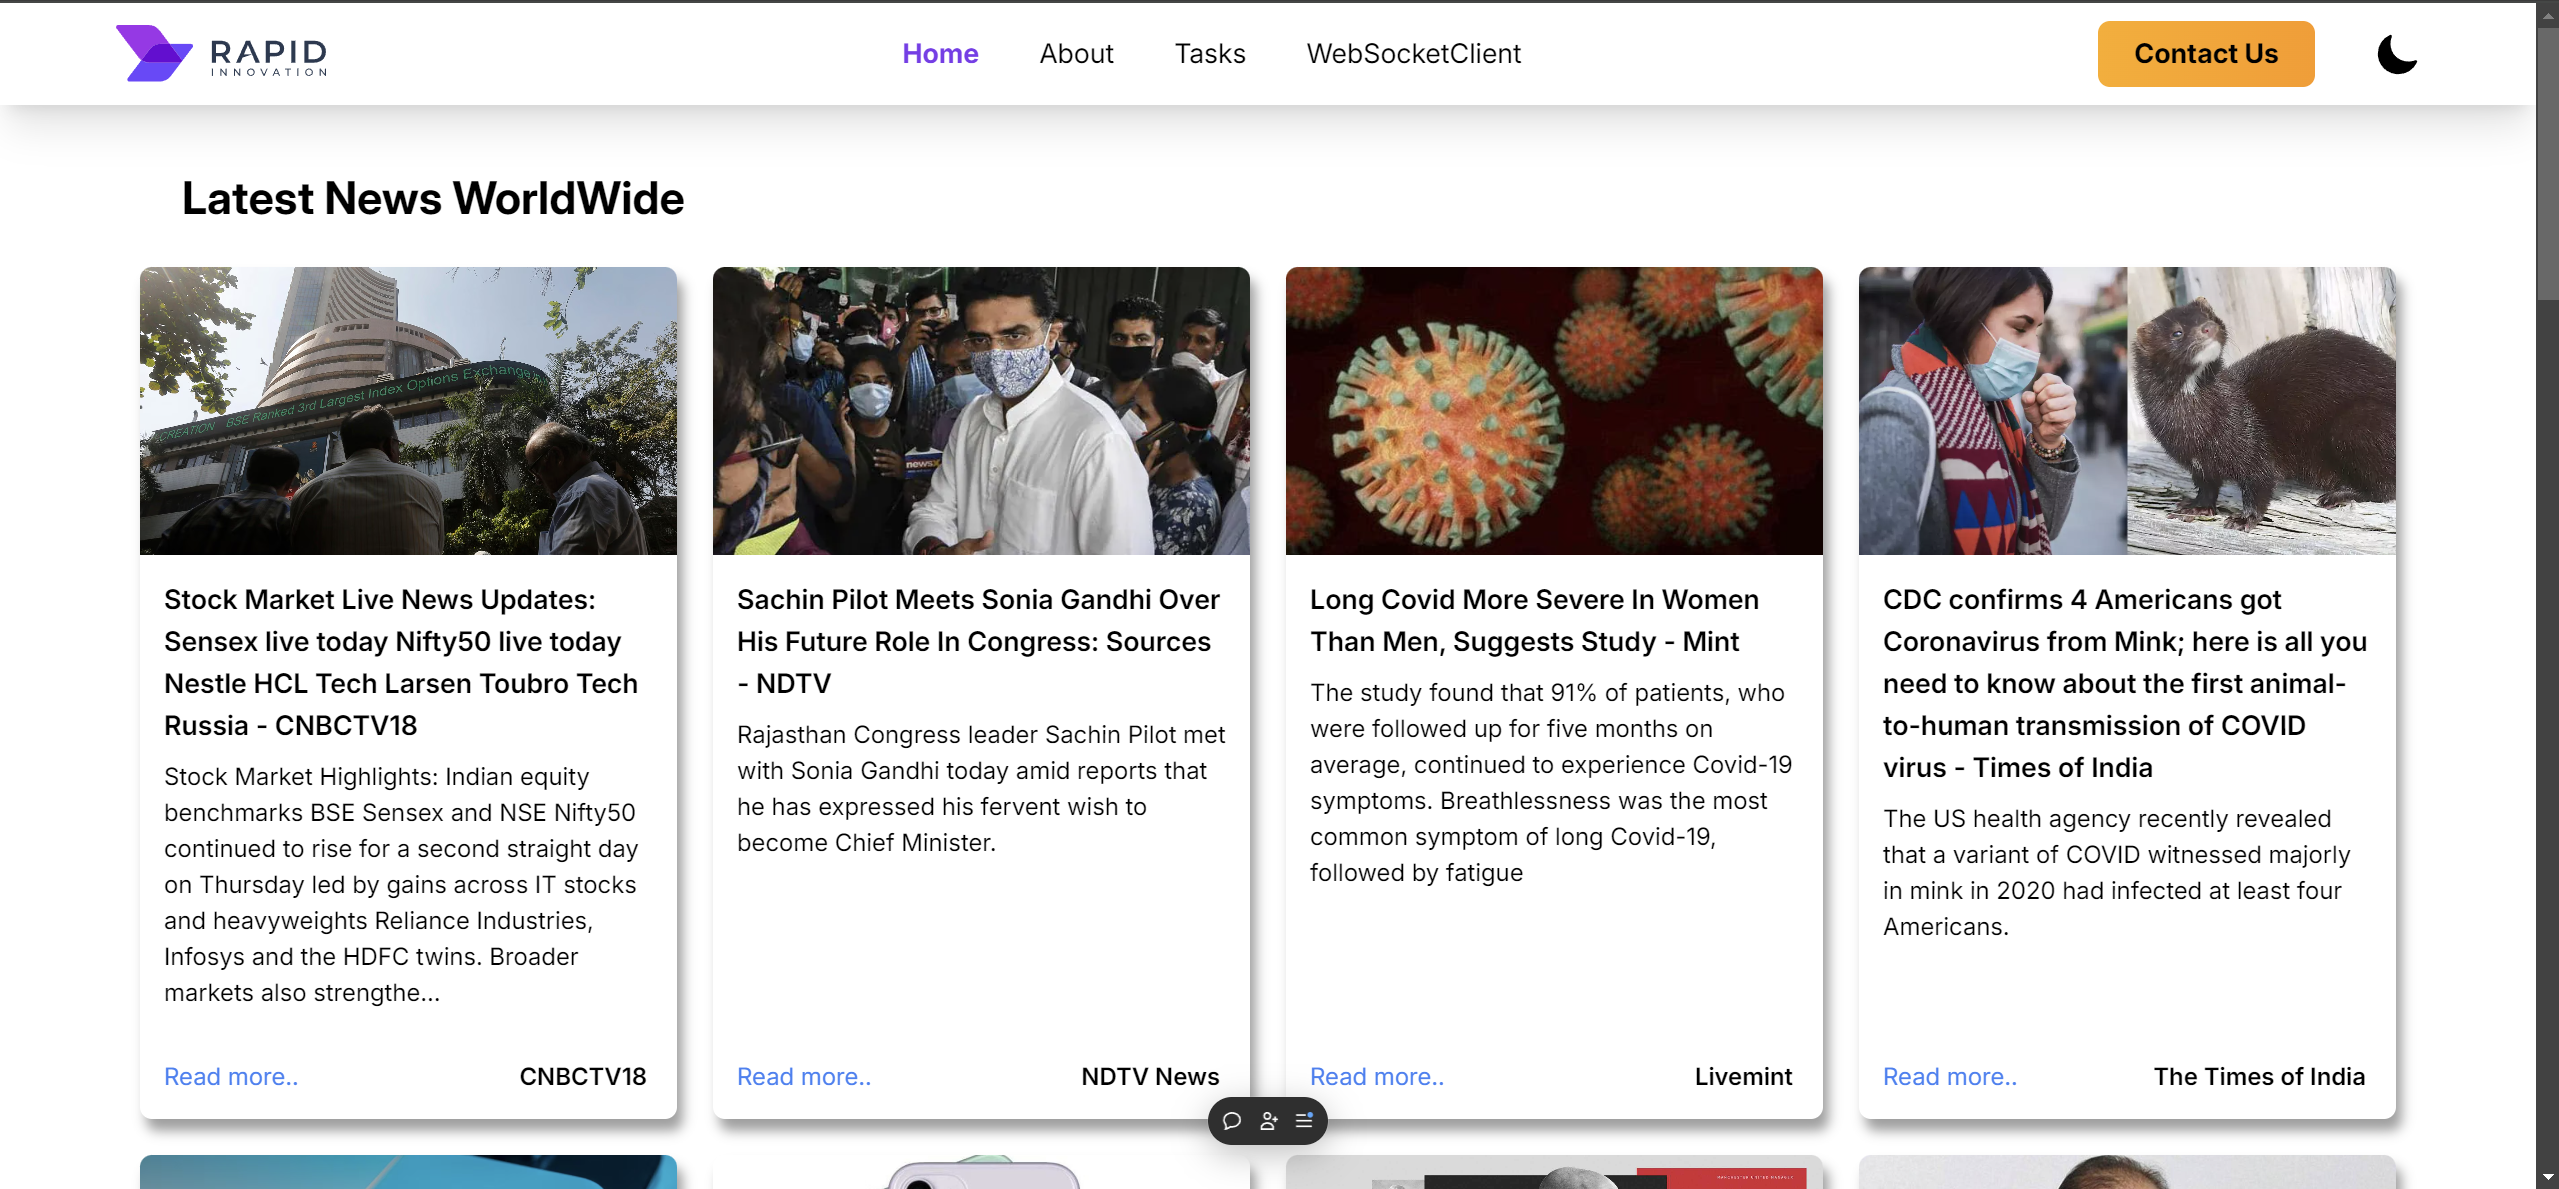 RAPID
INNOVATION
Home
About
Tasks
WebSocketClient
Contact Us
Latest News WorldWide
CREATION BSE Ranked 3rd Largest Index Options Exchange
newsx
Stock Market Live News Updates:
Sensex live today Nifty50 live today
Nestle HCL Tech Larsen Toubro Tech
Russia - CNBCTV18
Stock Market Highlights: Indian equity
benchmarks BSE Sensex and NSE Nifty50
continued to rise for a second straight day
on Thursday led by gains across IT stocks
and heavyweights Reliance Industries,
Infosys and the HDFC twins. Broader
markets also strengthe...
Read more..
CNBCTV18
Sachin Pilot Meets Sonia Gandhi Over
His Future Role In Congress: Sources
- NDTV
Rajasthan Congress leader Sachin Pilot met
with Sonia Gandhi today amid reports that
he has expressed his fervent wish to
become Chief Minister.
Read more..
NDTV News
Long Covid More Severe In Women
Than Men, Suggests Study - Mint
The study found that 91% of patients, who
were followed up for five months on
average, continued to experience Covid-19
symptoms. Breathlessness was the most
common symptom of long Covid-19,
followed by fatigue
Read more..
Livemint
CDC confirms 4 Americans got
Coronavirus from Mink; here is all you
need to know about the first animal-
to-human transmission of COVID
virus - Times of India
The US health agency recently revealed
that a variant of COVID witnessed majorly
in mink in 2020 had infected at least four
Americans.
Read more..
The Times of India